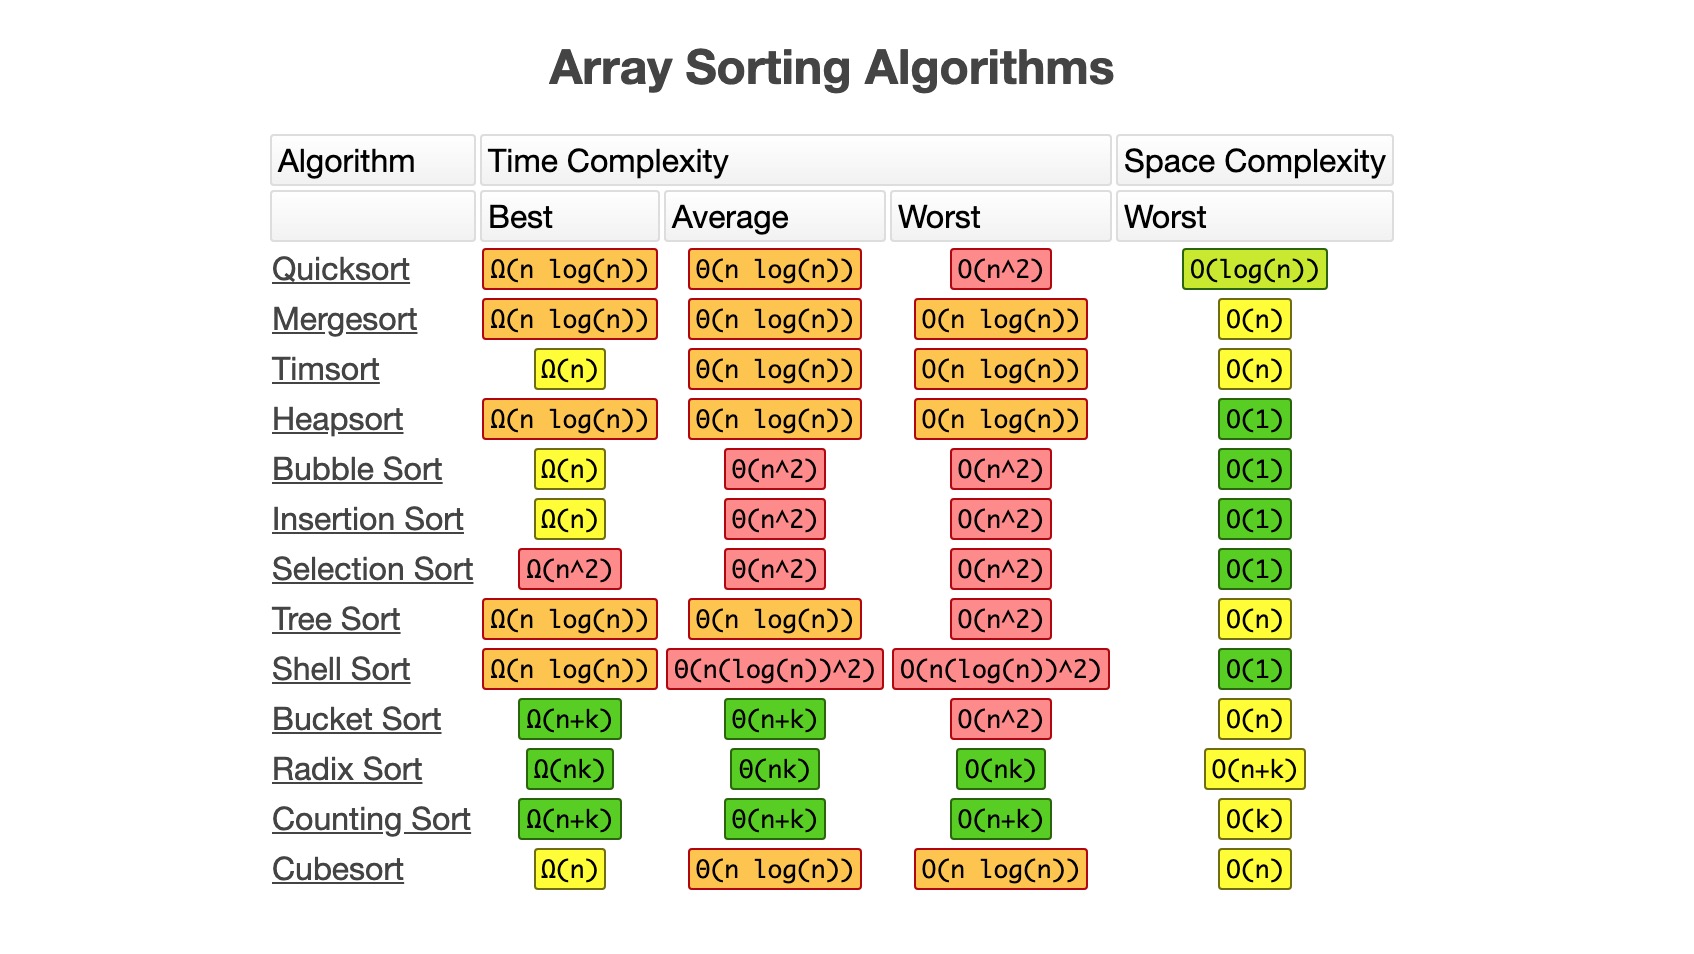 Array Sorting Algorithms
Algorithm Time Complexity Space Complexity
Best Average Worst Worst
Quicksort Ω(n log(n)) Θ(n log(n)) O(n^2) O(log(n))
Mergesort Ω(n log(n)) Θ(n log(n)) O(n log(n)) O(n)
Timsort Ω(n) Θ(n log(n)) O(n log(n)) O(n)
Heapsort Ω(n log(n)) Θ(n log(n)) O(n log(n)) O(1)
Bubble Sort Ω(n) Θ(n^2) O(n^2) O(1)
Insertion Sort Ω(n) Θ(n^2) O(n^2) O(1)
Selection Sort Ω(n^2) Θ(n^2) O(n^2) O(1)
Tree Sort Ω(n log(n)) Θ(n log(n)) O(n^2) O(n)
Shell Sort Ω(n log(n)) Θ(n(log(n))^2) O(n(log(n))^2) O(1)
Bucket Sort Ω(n+k) Θ(n+k) O(n^2) O(n)
Radix Sort Ω(nk) Θ(nk) O(nk) O(n+k)
Counting Sort Ω(n+k) Θ(n+k) O(n+k) O(k)
Cubesort Ω(n) Θ(n log(n)) O(n log(n)) O(n)